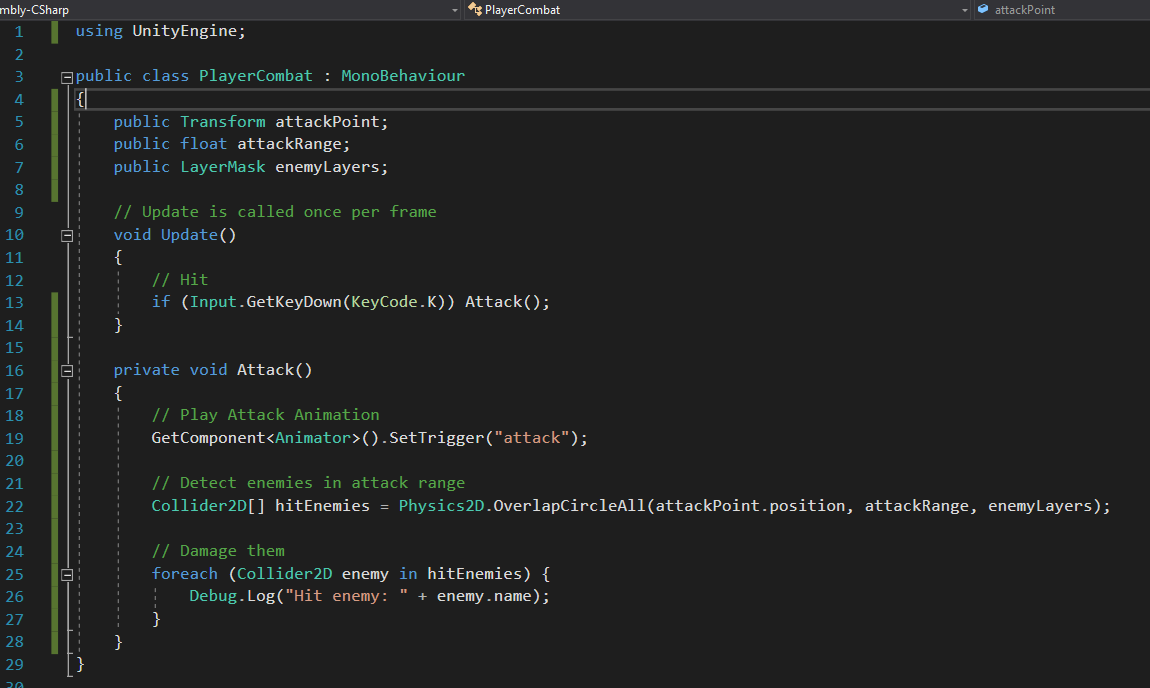 mbly-CSharp PlayerCombat attackPoint
1 using UnityEngine;
2
3 public class PlayerCombat : MonoBehaviour
4 {
5     public Transform attackPoint;
6     public float attackRange;
7     public LayerMask enemyLayers;
8
9     // Update is called once per frame
10     void Update()
11     {
12         // Hit
13         if (Input.GetKeyDown(KeyCode.K)) Attack();
14     }
15
16     private void Attack()
17     {
18         // Play Attack Animation
19         GetComponent<Animator>().SetTrigger("attack");
20
21         // Detect enemies in attack range
22         Collider2D[] hitEnemies = Physics2D.OverlapCircleAll(attackPoint.position, attackRange, enemyLayers);
23
24         // Damage them
25         foreach (Collider2D enemy in hitEnemies) {
26             Debug.Log("Hit enemy: " + enemy.name);
27         }
28     }
29 }
30